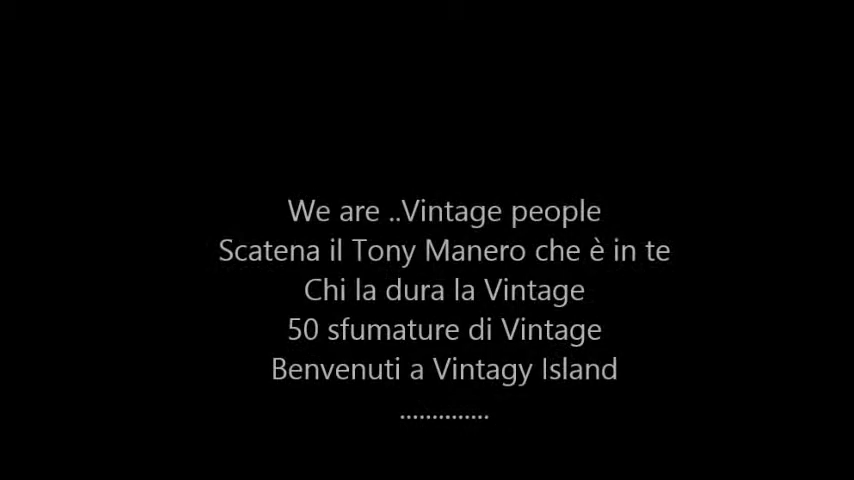 We are ..Vintage people
Scatena il Tony Manero che è in te
Chi la dura la Vintage
50 sfumature di Vintage
Benvenuti a Vintagy Island
..............